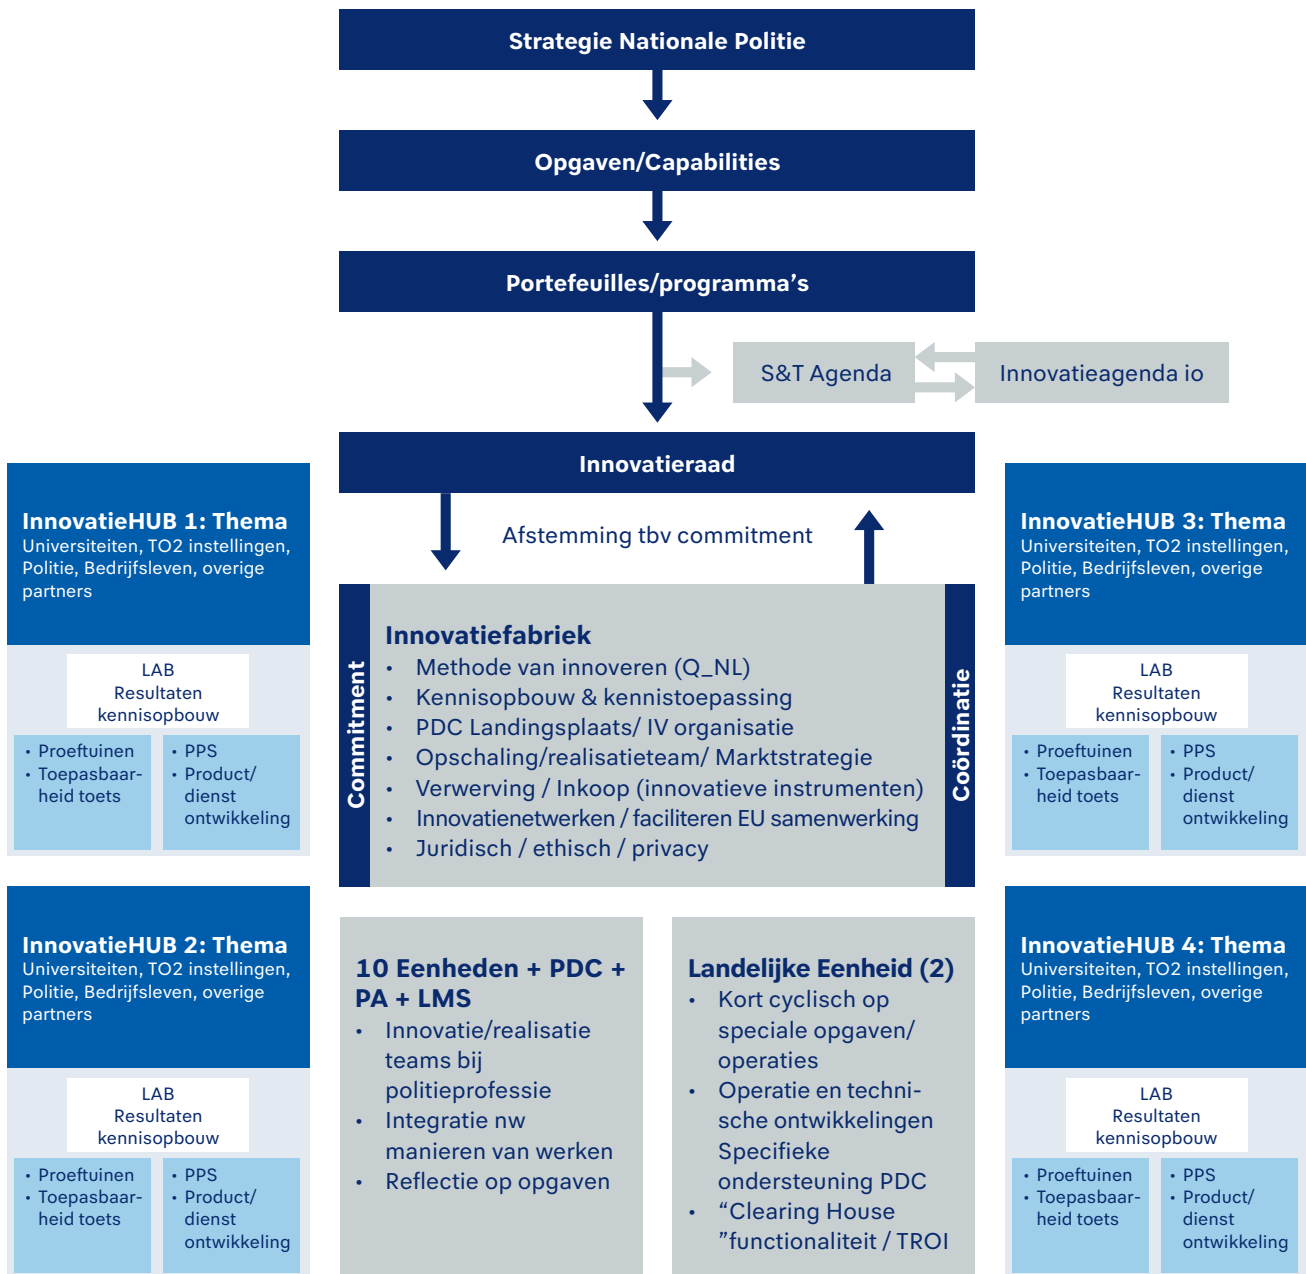 Strategie Nationale Politie
Opgaven/Capabilities
Portefeuilles/programma’s
S&T Agenda
Innovatieagenda io
Innovatieraad
Afstemming tbv commitment
InnovatieHUB 1: Thema
Universiteiten, TO2 instellingen,
Politie, Bedrijfsleven, overige
partners
LAB
Resultaten
kennisopbouw
• Proeftuinen
• Toepasbaar-
heid toets
• PPS
• Product/
dienst
ontwikkeling
InnovatieHUB 2: Thema
Universiteiten, TO2 instellingen,
Politie, Bedrijfsleven, overige
partners
LAB
Resultaten
kennisopbouw
• Proeftuinen
• Toepasbaar-
heid toets
• PPS
• Product/
dienst
ontwikkeling
Commitment
Innovatiefabriek
• Methode van innoveren (Q_NL)
• Kennisopbouw & kennistoepassing
• PDC Landingsplaats/ IV organisatie
• Opschaling/realisatieteam/ Marktstrategie
• Verwerving / Inkoop (innovatieve instrumenten)
• Innovatienetwerken / faciliteren EU samenwerking
• Juridisch / ethisch / privacy
Coördinatie
10 Eenheden + PDC +
PA + LMS
• Innovatie/realisatie
teams bij
politieprofessie
• Integratie nw
manieren van werken
• Reflectie op opgaven
Landelijke Eenheid (2)
• Kort cyclisch op
speciale opgaven/
operaties
• Operatie en techni-
sche ontwikkelingen
Specifieke
ondersteuning PDC
• “Clearing House
”functionaliteit / TROI
InnovatieHUB 3: Thema
Universiteiten, TO2 instellingen,
Politie, Bedrijfsleven, overige
partners
LAB
Resultaten
kennisopbouw
• Proeftuinen
• Toepasbaar-
heid toets
• PPS
• Product/
dienst
ontwikkeling
InnovatieHUB 4: Thema
Universiteiten, TO2 instellingen,
Politie, Bedrijfsleven, overige
partners
LAB
Resultaten
kennisopbouw
• Proeftuinen
• Toepasbaar-
heid toets
• PPS
• Product/
dienst
ontwikkeling